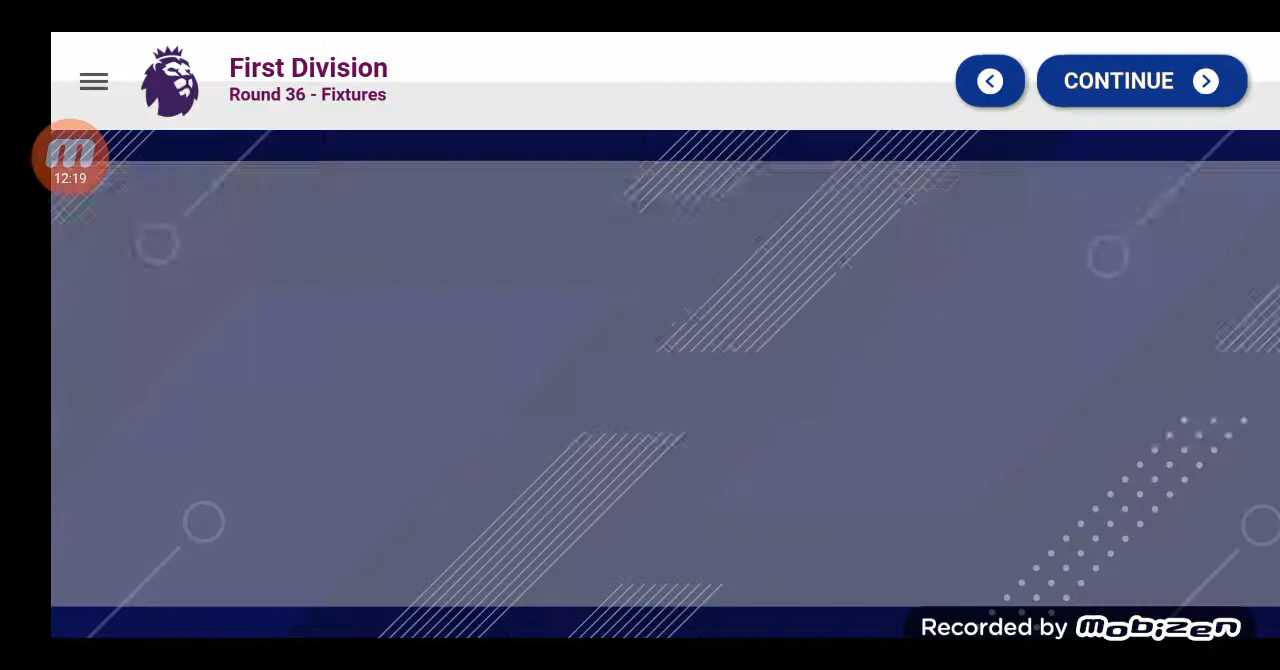 First Division
Round 36 - Fixtures
CONTINUE
m
12:19
Recorded by mobizen